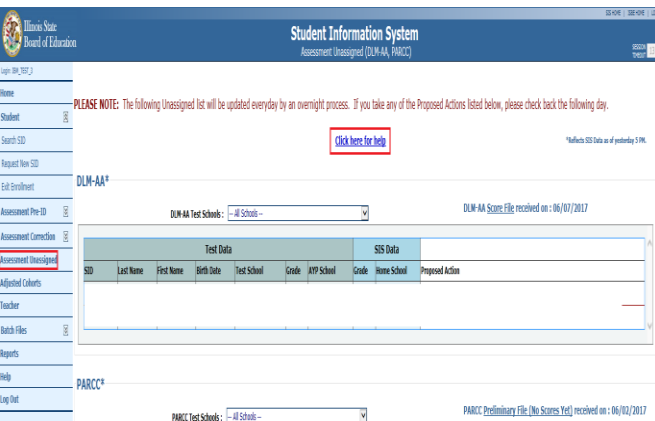 SIS HOME | ISBE HOME |
Illinois State
Board of Education
Student Information System
Assessment Unassigned (DLM-AA, PARCC)
SESSION
TIMEOUT
Login: ISBE_TEST_3
Home
Student
Search SID
Request New SID
Exit Enrollment
Assessment Pre-ID
Assessment Correction
Assessment Unassigned
Adjusted Cohorts
Teacher
Batch Files
Reports
Help
Log Out
PLEASE NOTE: The following Unassigned list will be updated everyday by an overnight process. If you take any of the Proposed Actions listed below, please check back the following day.
Click here for help
*Reflects SIS Data as of yesterday 5 PM.
DLM-AA*
DLM-AA Test Schools : -- All Schools --
DLM-AA Score File received on : 06/07/2017
Test Data SIS Data
SID Last Name First Name Birth Date Test School Grade AYP School Grade Home School Proposed Action
PARCC*
PARCC Test Schools : -- All Schools --
PARCC Preliminary File (No Scores Yet) received on : 06/02/2017